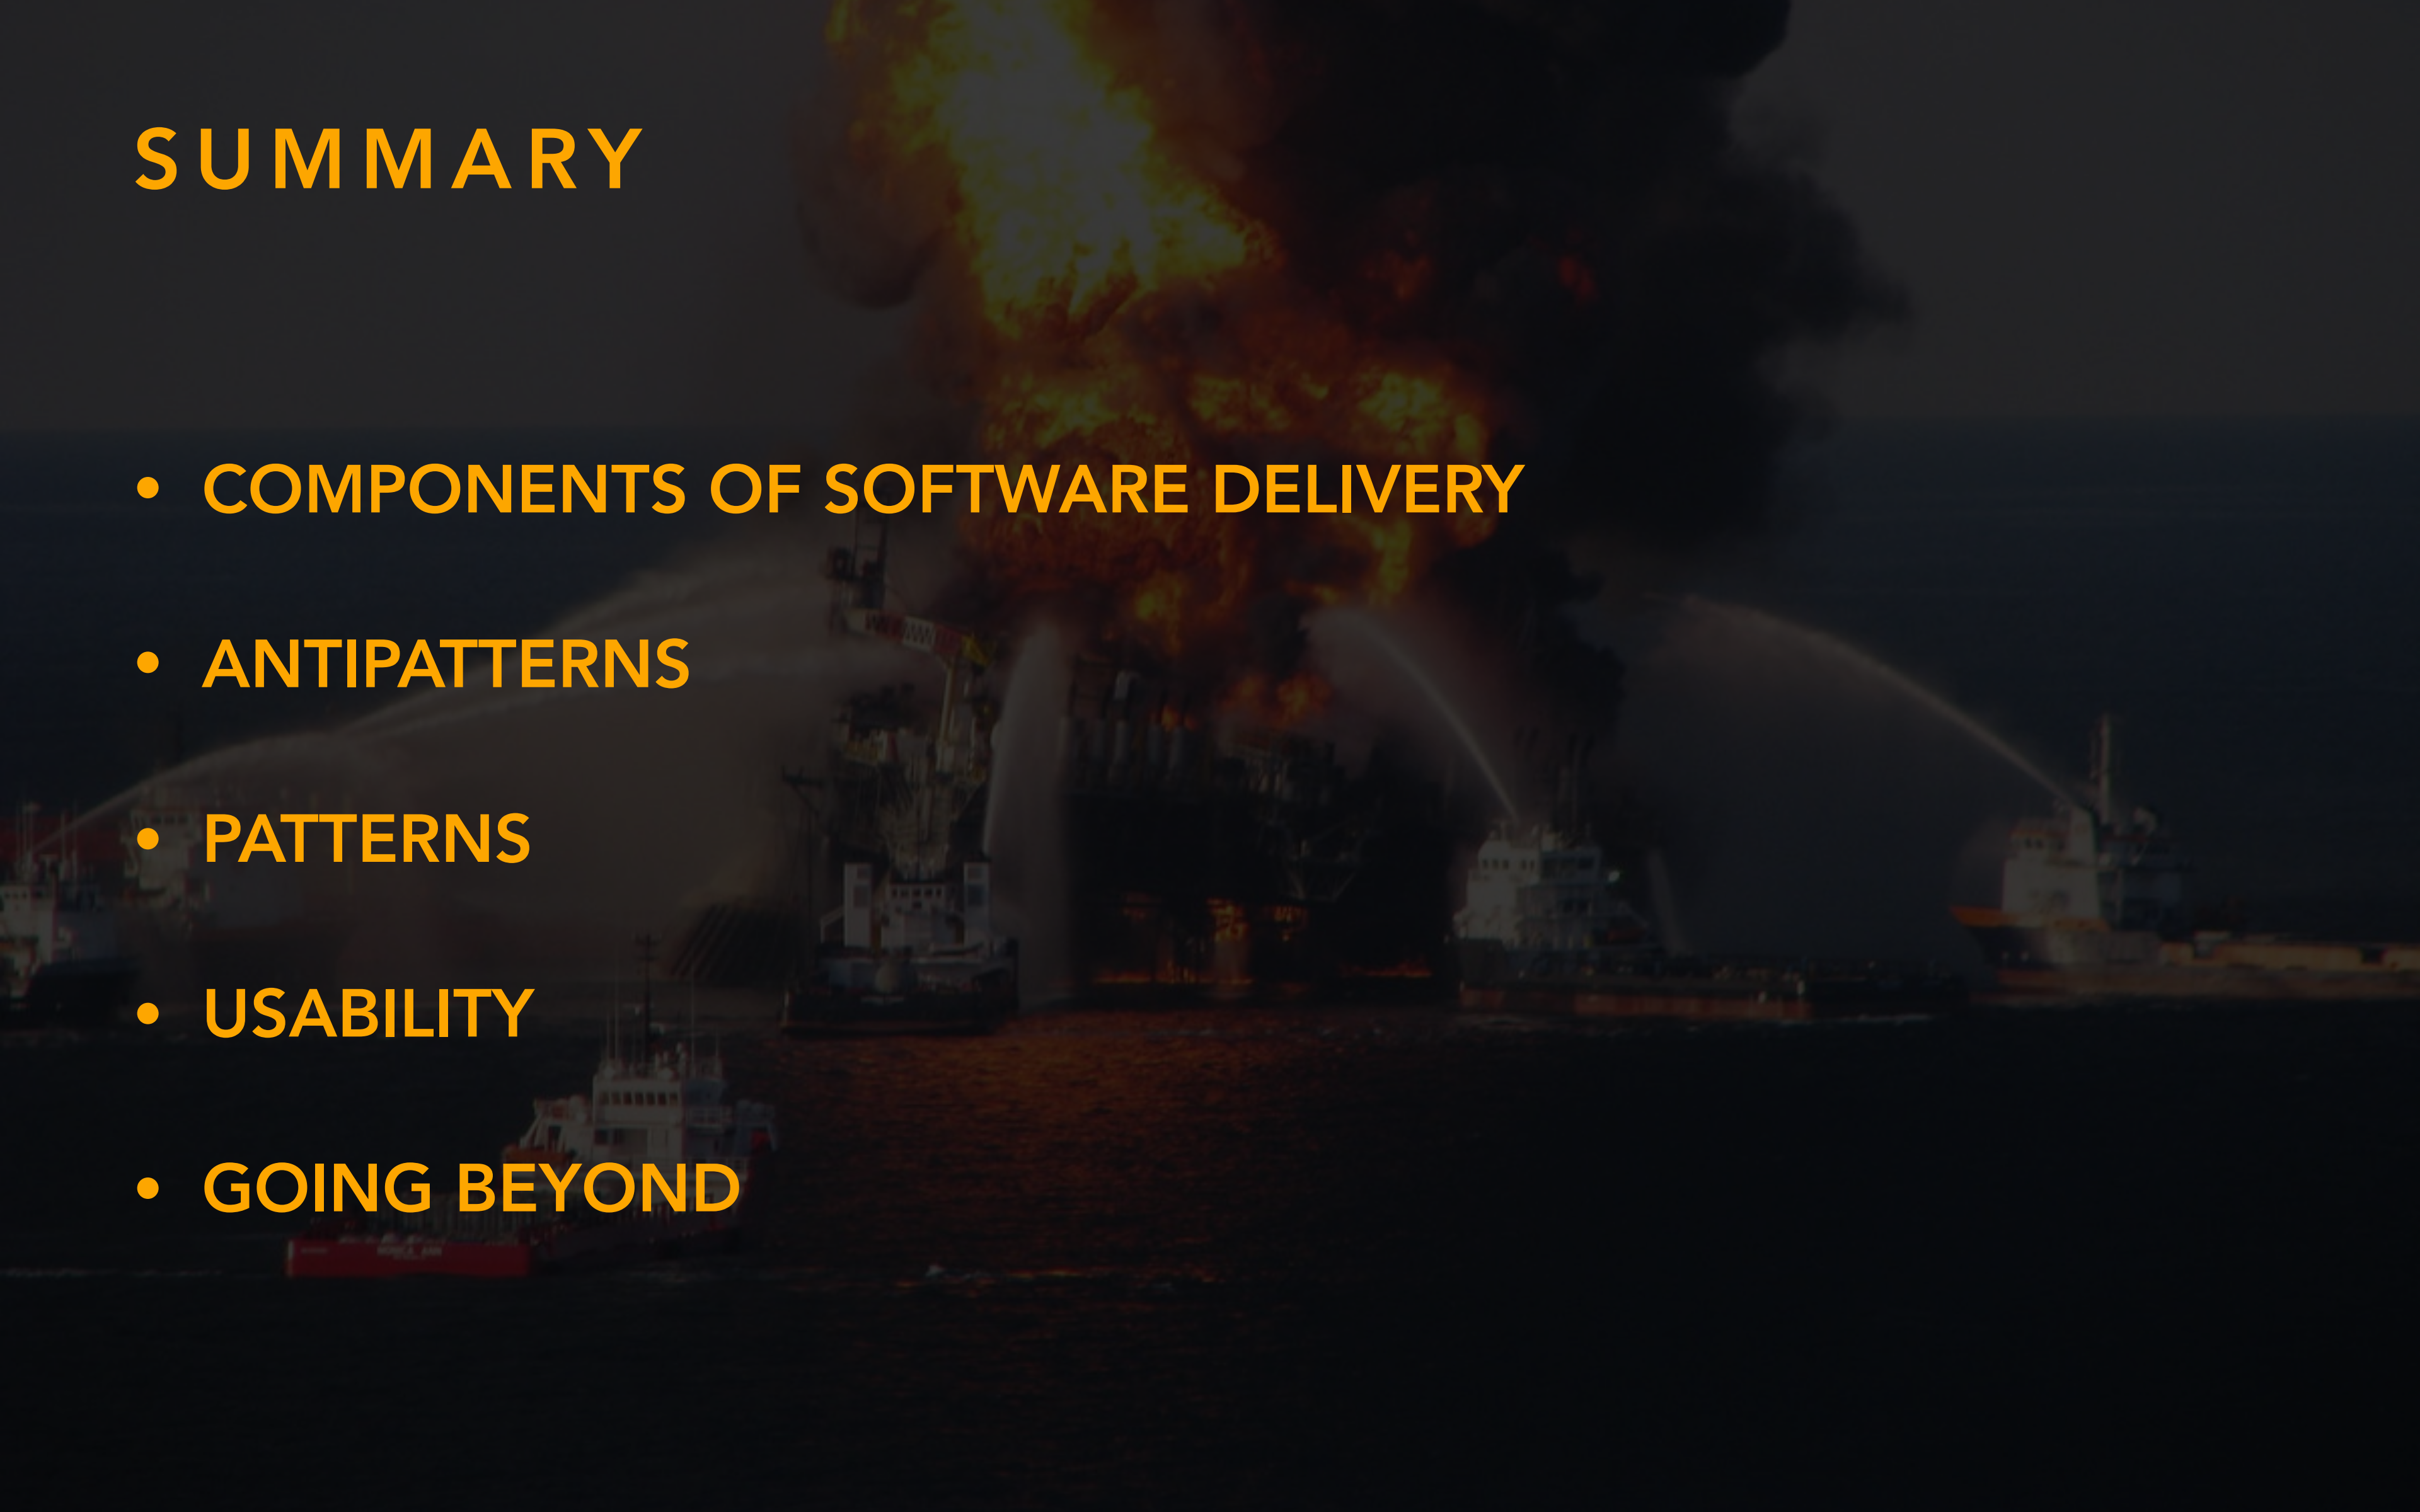 SUMMARY
• COMPONENTS OF SOFTWARE DELIVERY
• ANTIPATTERNS
• PATTERNS
• USABILITY
• GOING BEYOND